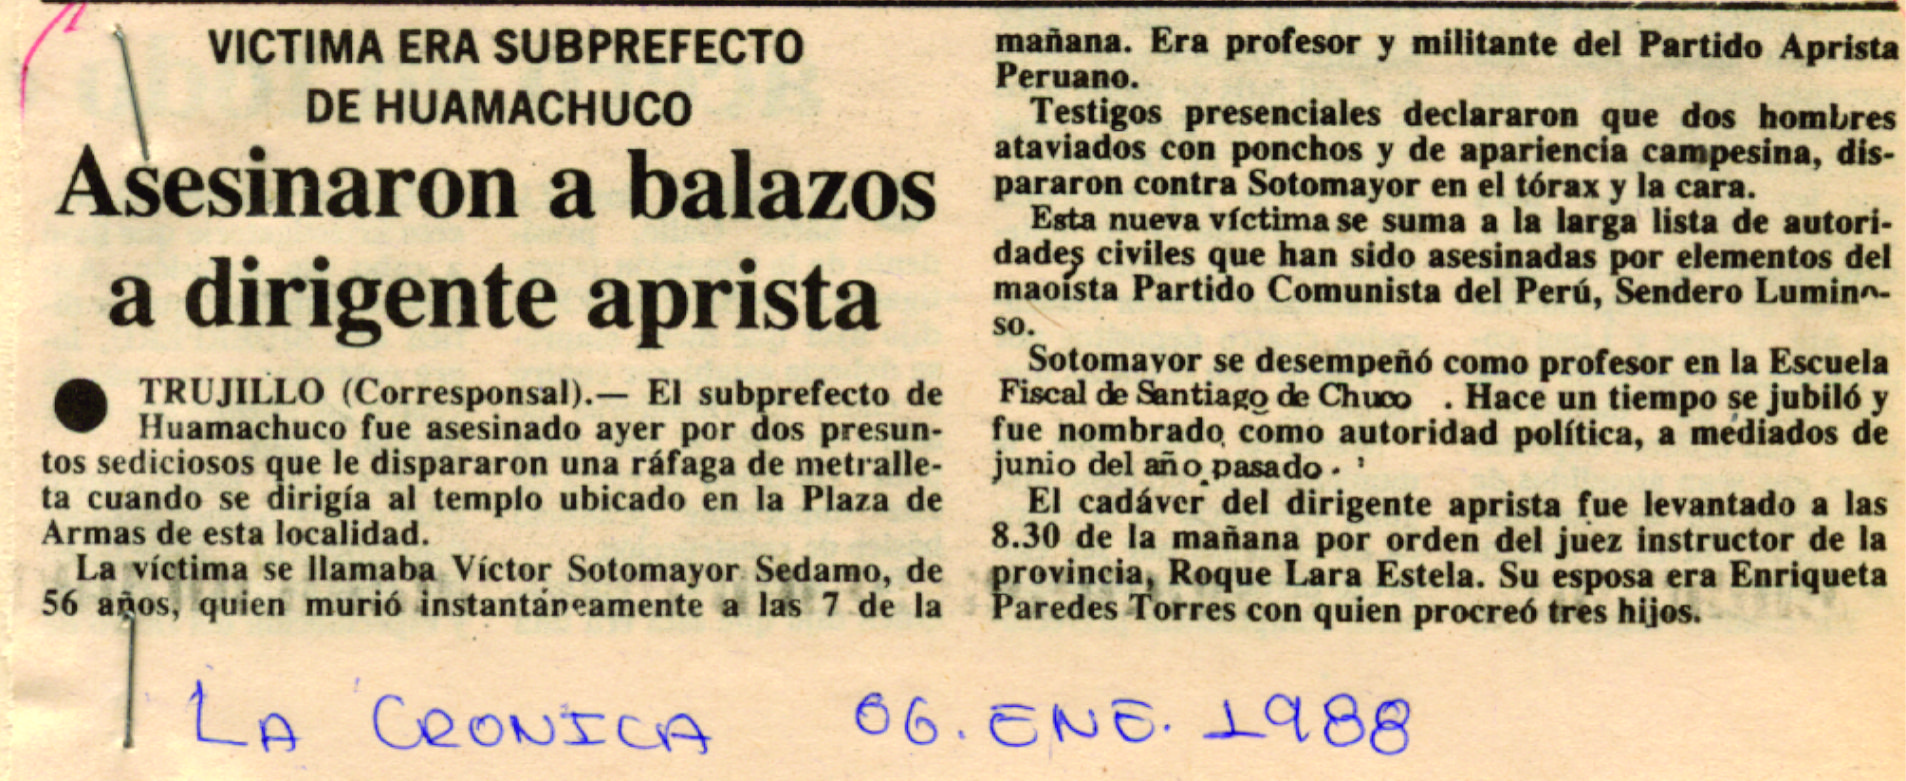 VICTIMA ERA SUBPREFECTO
DE HUAMACHUCO
Asesinaron a balazos
a dirigente aprista
TRUJILLO (Corresponsal).— El subprefecto de
Huamachuco fue asesinado ayer por dos presun-
tos sediciosos que le dispararon una ráfaga de metralle-
ta cuando se dirigía al templo ubicado en la Plaza de
Armas de esta localidad.
La víctima se llamaba Víctor Sotomayor Sedamo, de
56 años, quien murió instantáneamente a las 7 de la
mañana. Era profesor y militante del Partido Aprista
Peruano.
Testigos presenciales declararon que dos hombres
ataviados con ponchos y de apariencia campesina, dis-
pararon contra Sotomayor en el tórax y la cara.
Esta nueva víctima se suma a la larga lista de autori-
dades civiles que han sido asesinadas por elementos del
maoísta Partido Comunista del Perú, Sendero Lumino-
so.
Sotomayor se desempeñó como profesor en la Escuela
Fiscal de Santiago de Chuco . Hace un tiempo se jubiló y
fue nombrado como autoridad política, a mediados de
junio del año pasado.
El cadáver del dirigente aprista fue levantado a las
8.30 de la mañana por orden del juez instructor de la
provincia, Roque Lara Estela. Su esposa era Enriqueta
Paredes Torres con quien procreó tres hijos.
LA CRONICA 06. ENE. 1988